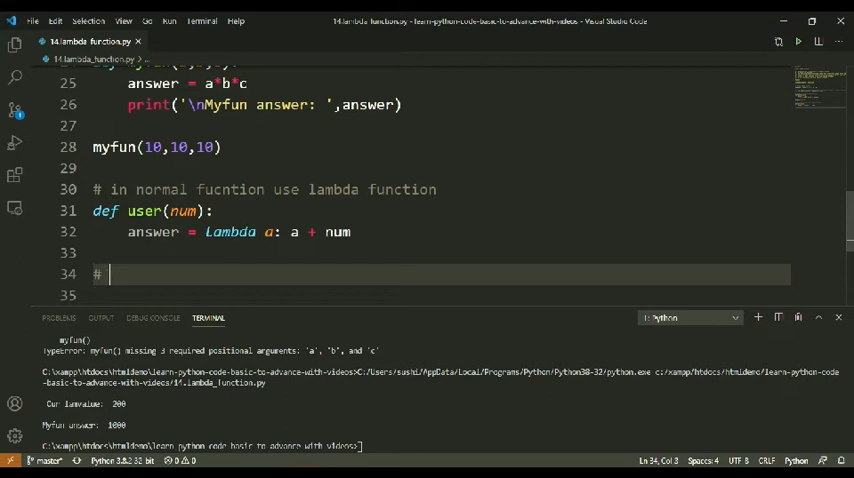 File Edit Selection View Go Run Terminal Help 14.lambda_function.py - learn-python-code-basic-to-advance-with-videos - Visual Studio Code
14.lambda_function.py
14.lambda_function.py > ...
25 answer = a*b*c
26 print('\nMyfun answer: ',answer)
27
28 myfun(10,10,10)
29
30 # in normal fucntion use lambda function
31 def user(num):
32 answer = lambda a: a + num
33
34 #
35
PROBLEMS OUTPUT DEBUG CONSOLE TERMINAL 1: Python
myfun()
TypeError: myfun() missing 3 required positional arguments: 'a', 'b', and 'c'
C:\xampp\htdocs\htmldemo\learn-python-code-basic-to-advance-with-videos>C:/Users/sushi/AppData/Local/Programs/Python/Python38-32/python.exe c:/xampp/htdocs/htmldemo/learn-python-code
-basic-to-advance-with-videos/14.lambda_function.py
Our lamvalue: 200
Myfun answer: 1000
C:\xampp\htdocs\htmldemo\learn-python-code-basic-to-advance-with-videos>
master* Python 3.8.2 32-bit 0 0 Ln 34, Col 3 Spaces: 4 UTF-8 CRLF Python